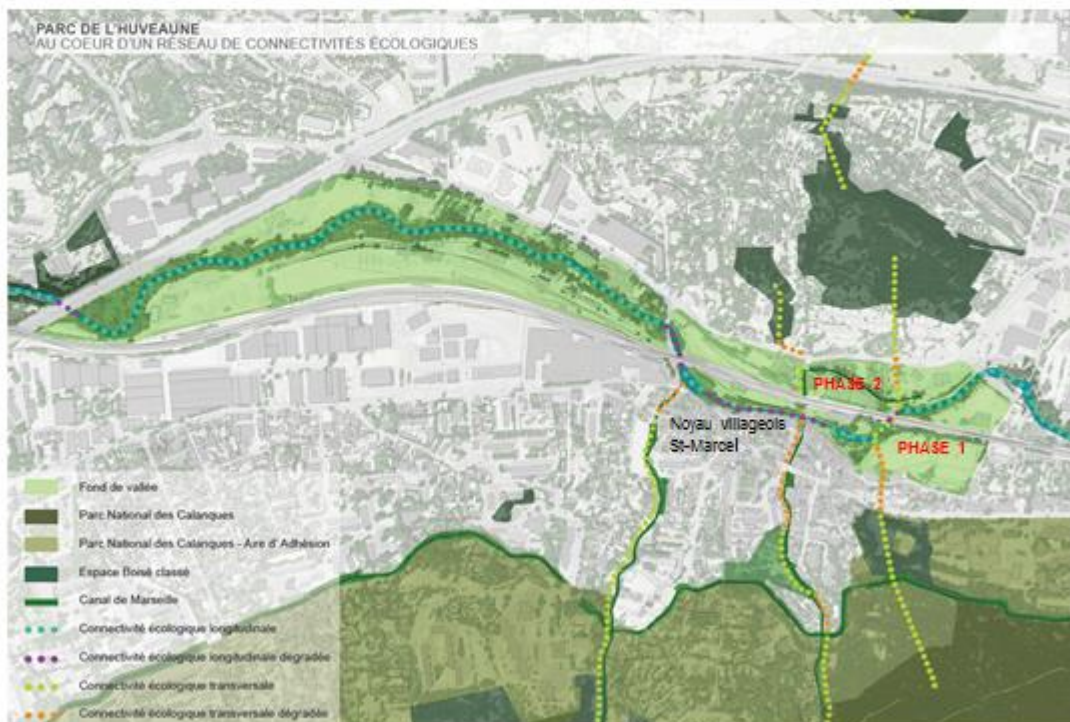 PARC DE L'HUVEAUNE
AU COEUR D'UN RÉSEAU DE CONNECTIVITÉS ÉCOLOGIQUES
PHASE 2
Noyau villageois
St-Marcel
PHASE 1
Fond de vallée
Parc National des Calanques
Parc National des Calanques - Aire d'Adhésion
Espace Boisé classé
Canal de Marseille
Connectivité écologique longitudinale
Connectivité écologique longitudinale dégradée
Connectivité écologique transversale
Connectivité écologique transversale dégradée